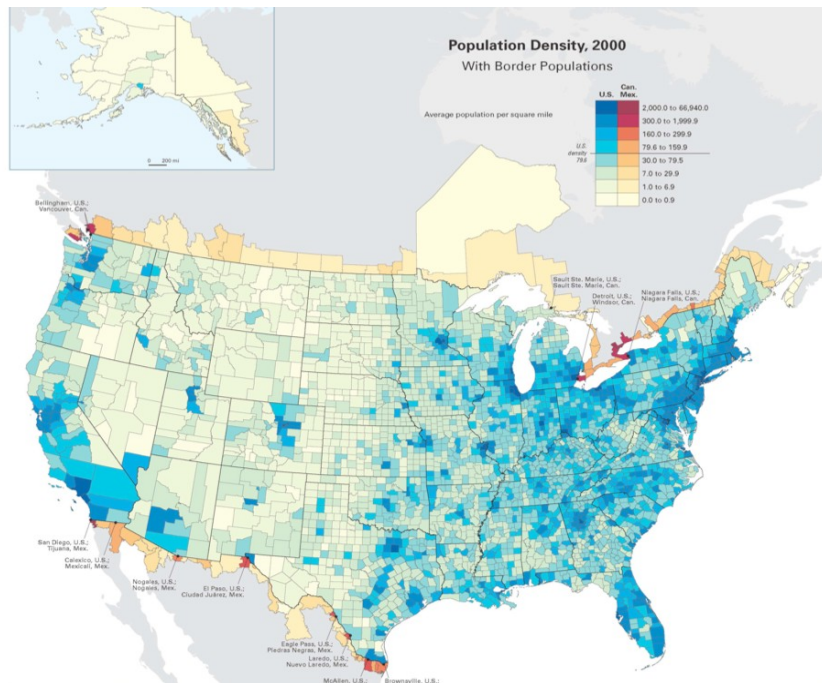 Population Density, 2000
With Border Populations
Average population per square mile
U.S.
Can.
Mex.
2,000.0 to 66,940.0
300.0 to 1,999.9
160.0 to 299.9
79.6 to 159.9
U.S.
density
79.6
30.0 to 79.5
7.0 to 29.9
1.0 to 6.9
0.0 to 0.9
0 200 mi
Bellingham, U.S.;
Vancouver, Can.
Sault Ste. Marie, U.S.;
Sault Ste. Marie, Can.
Detroit, U.S.;
Windsor, Can.
Niagara Falls, U.S.;
Niagara Falls, Can.
San Diego, U.S.;
Tijuana, Mex.
Calexico, U.S.;
Mexicali, Mex.
Nogales, U.S.;
Nogales, Mex.
El Paso, U.S.;
Ciudad Juárez, Mex.
Eagle Pass, U.S.;
Piedras Negras, Mex.
Laredo, U.S.;
Nuevo Laredo, Mex.
McAllen, U.S.;
Brownsville, U.S.;